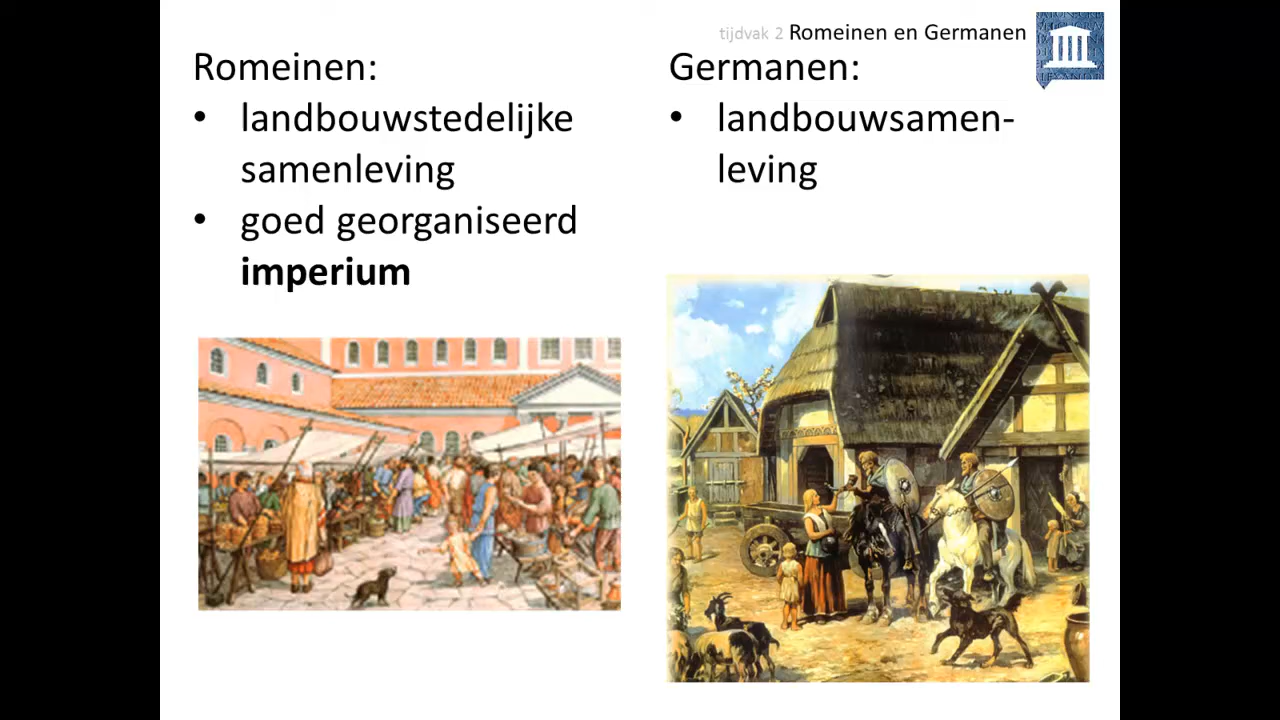 tijdvak 2 Romeinen en Germanen
Romeinen:
• landbouwstedelijke
samenleving
• goed georganiseerd
imperium
Germanen:
• landbouwsamen-
leving